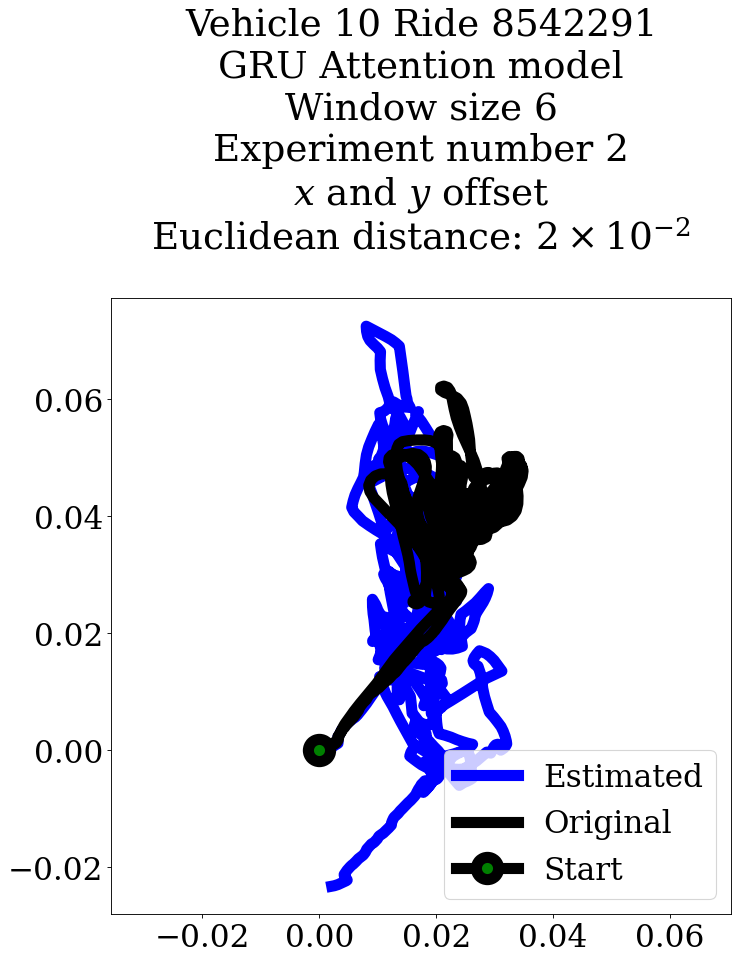 Vehicle 10 Ride 8542291
GRU Attention model
Window size 6
Experiment number 2
x and y offset
Euclidean distance: 2 × 10⁻²
0.06
0.04
0.02
0.00
−0.02
Estimated
Original
Start
−0.02 0.00 0.02 0.04 0.06